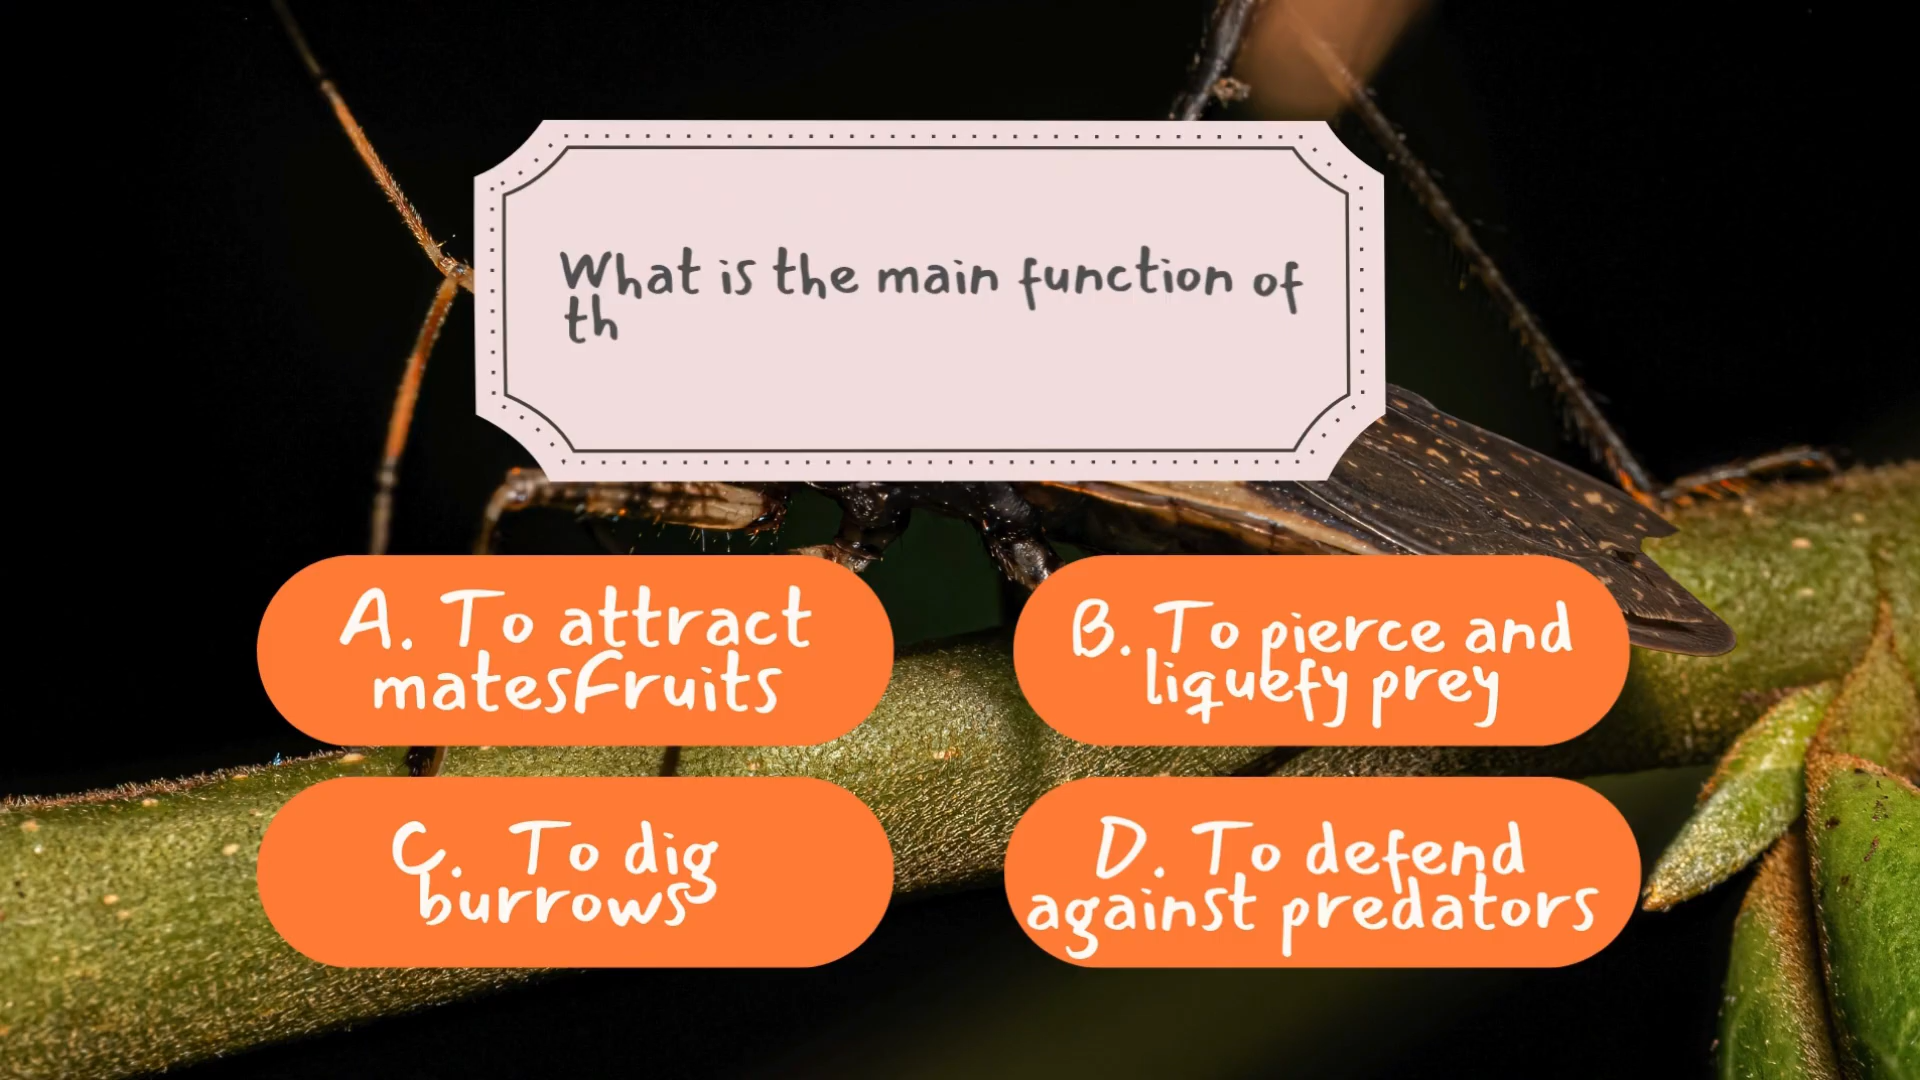 What is the main function of
th
A. To attract
matesFruits
B. To pierce and
liquefy prey
C. To dig
burrows
D. To defend
against predators